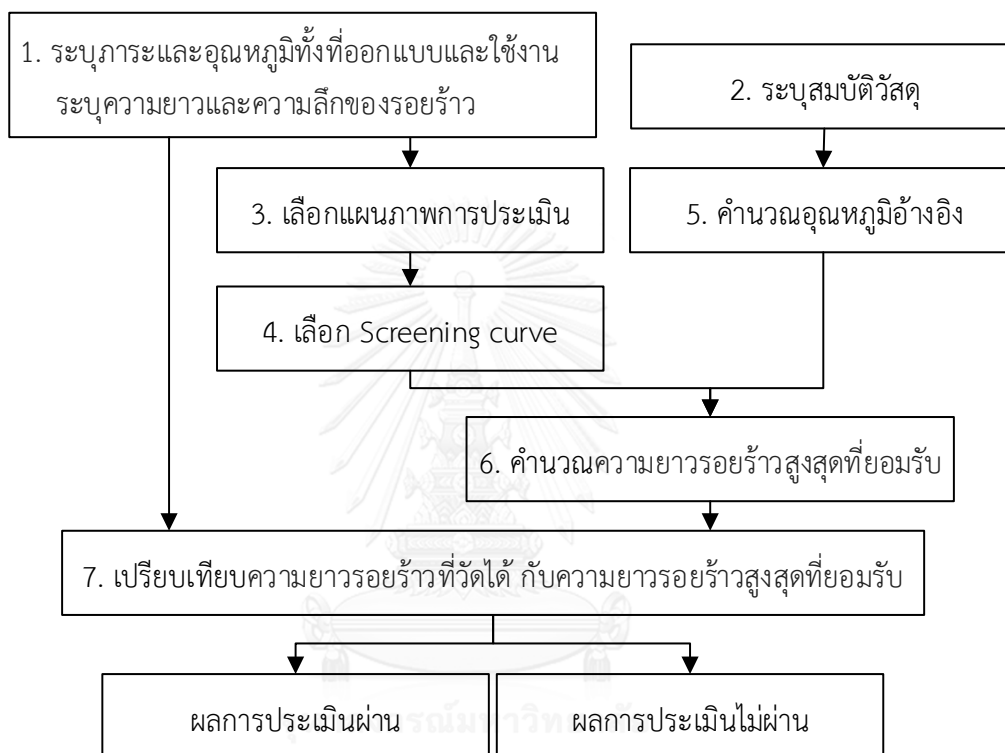 1. ระบุภาระและอุณหภูมิทั้งที่ออกแบบและใช้งาน
ระบุความยาวและความลึกของรอยร้าว
2. ระบุสมบัติวัสดุ
3. เลือกแผนภาพการประเมิน
5. คำนวณอุณหภูมิอ้างอิง
4. เลือก Screening curve
6. คำนวณความยาวรอยร้าวสูงสุดที่ยอมรับ
7. เปรียบเทียบความยาวรอยร้าวที่วัดได้ กับความยาวรอยร้าวสูงสุดที่ยอมรับ
ผลการประเมินผ่าน
ผลการประเมินไม่ผ่าน